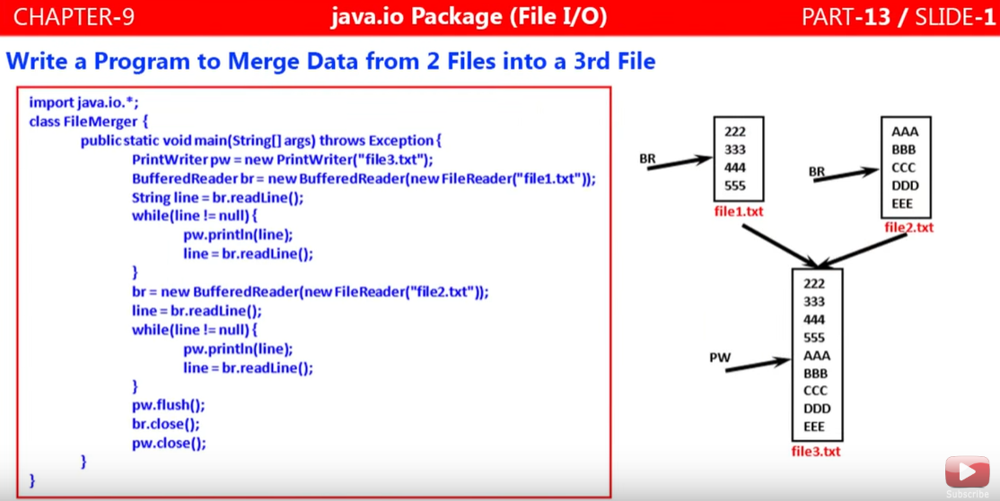 CHAPTER-9
java.io Package (File I/O)
PART-13 / SLIDE-1
Write a Program to Merge Data from 2 Files into a 3rd File
import java.io.*;
class FileMerger {
public static void main(String[] args) throws Exception {
PrintWriter pw = new PrintWriter("file3.txt");
BufferedReader br = new BufferedReader(new FileReader("file1.txt"));
String line = br.readLine();
while(line != null) {
pw.println(line);
line = br.readLine();
}
br = new BufferedReader(new FileReader("file2.txt"));
line = br.readLine();
while(line != null) {
pw.println(line);
line = br.readLine();
}
pw.flush();
br.close();
pw.close();
}
}
BR
222
333
444
555
file1.txt
BR
AAA
BBB
CCC
DDD
EEE
file2.txt
PW
222
333
444
555
AAA
BBB
CCC
DDD
EEE
file3.txt
Subscribe